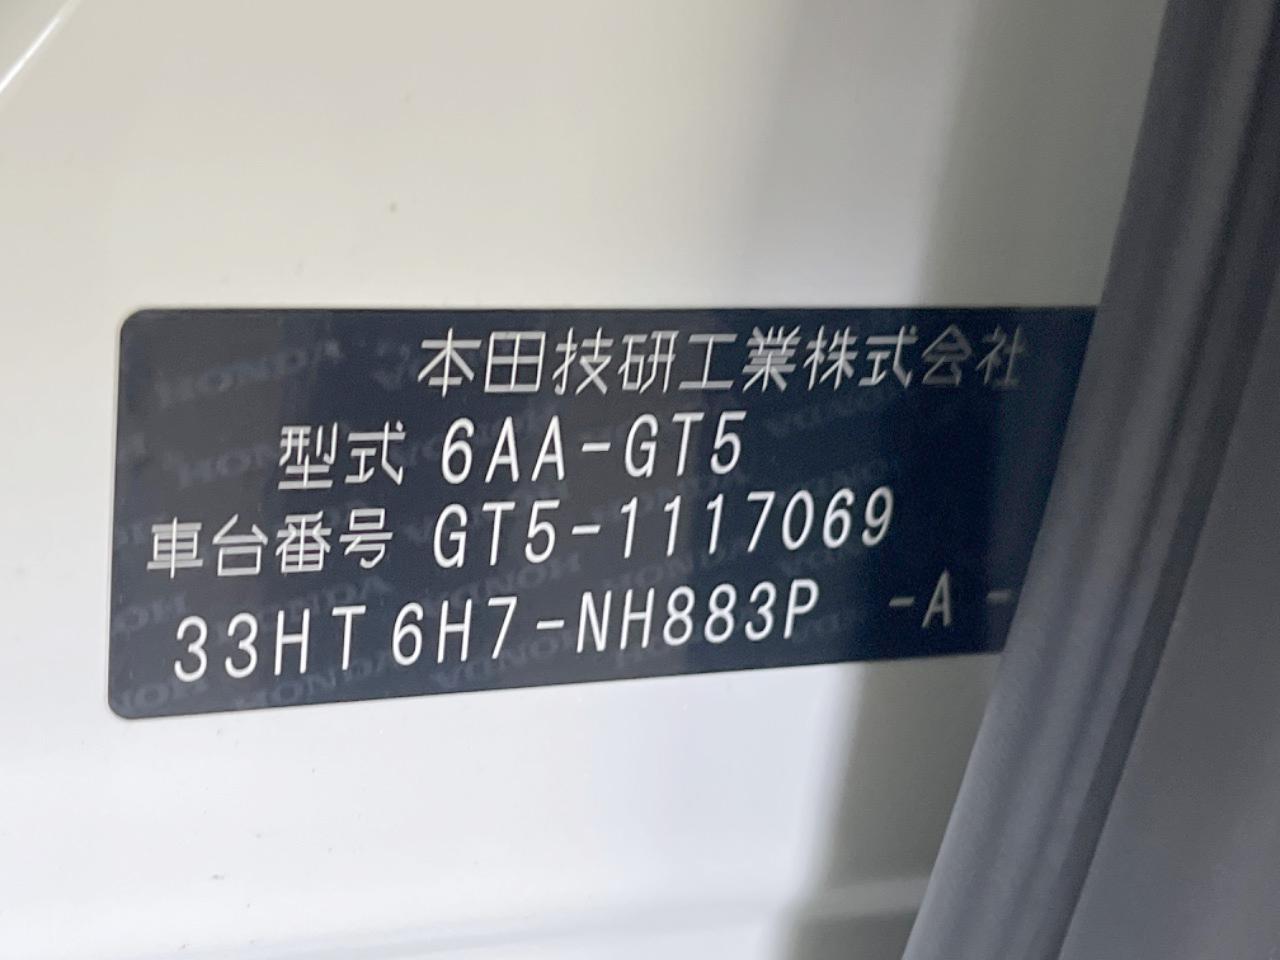 本田技研工業株式会社
型式 6AA-GT5
車台番号 GT5-1117069
33HT6H7-NH883P -A -